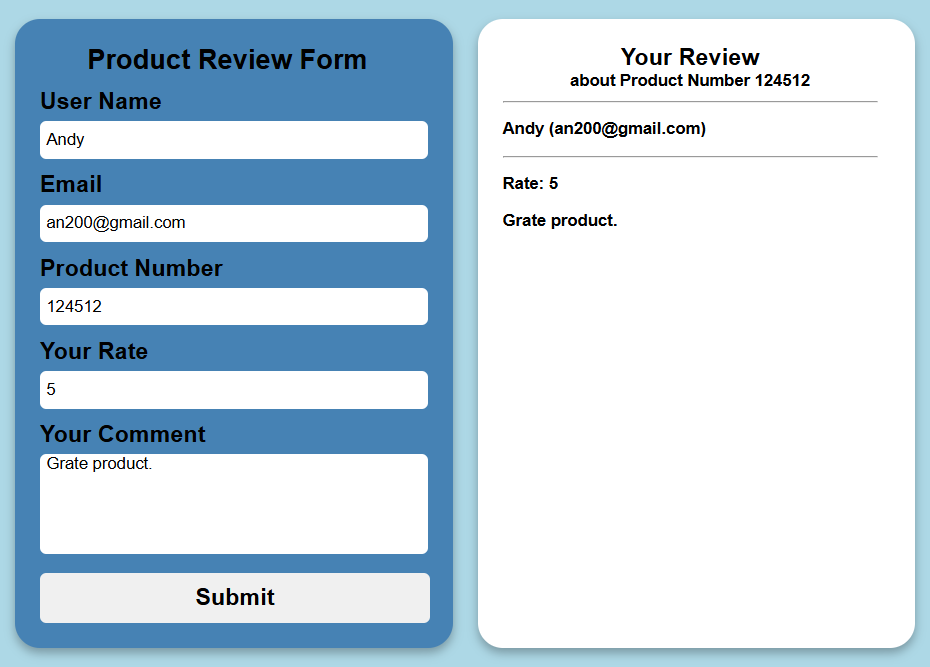 Product Review Form
User Name
Andy
Email
an200@gmail.com
Product Number
124512
Your Rate
5
Your Comment
Grate product.
Submit
Your Review
about Product Number 124512
Andy (an200@gmail.com)
Rate: 5
Grate product.